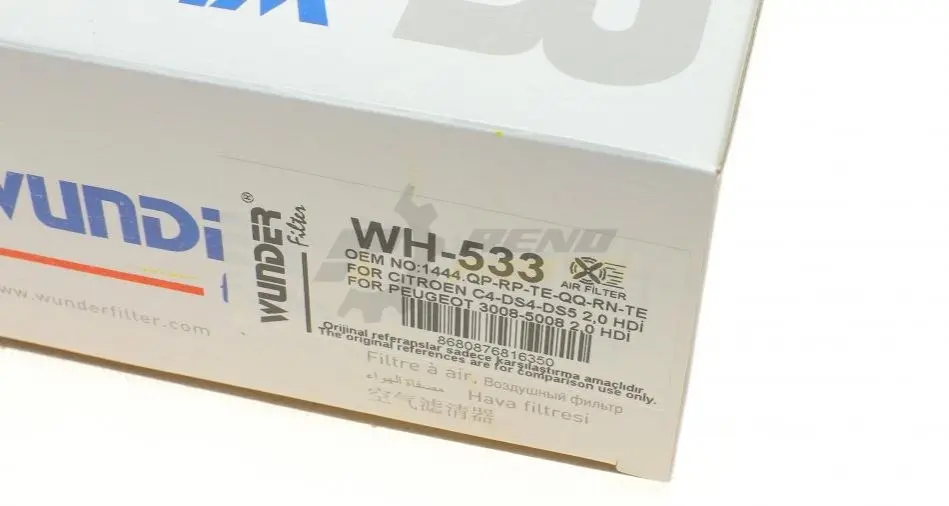 WUNDER® Filter
WH-533
AIR FILTER
OEM NO:1444.QP-RP-TE-QQ-RN-TE
FOR CITROEN C4-DS4-DS5 2.0 HDİ
FOR PEUGEOT 3008-5008 2.0 HDİ
8680876816350
Orijinal referanslar sadece karşılaştırma amaçlıdır.
The original references are for comparison use only.
Filtre à air, Воздушный фильтр
مصفاة الهواء Hava filtresi
WUNDi
www.wunderfilter.com